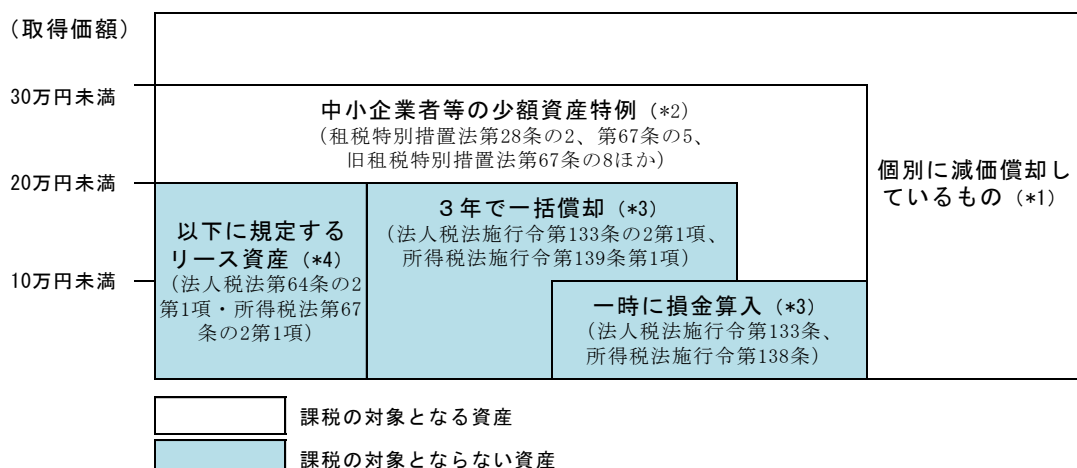 (取得価額)
30万円未満
中小企業者等の少額資産特例 (*2)
(租税特別措置法第28条の2、第67条の5、
旧租税特別措置法第67条の8ほか)
個別に減価償却し
ているもの (*1)
20万円未満
3年で一括償却 (*3)
(法人税法施行令第133条の2第1項、
所得税法施行令第139条第1項)
以下に規定する
リース資産 (*4)
(法人税法第64条の2
第1項・所得税法第67
条の2第1項)
10万円未満
一時に損金算入 (*3)
(法人税法施行令第133条、
所得税法施行令第138条)
課税の対象となる資産
課税の対象とならない資産